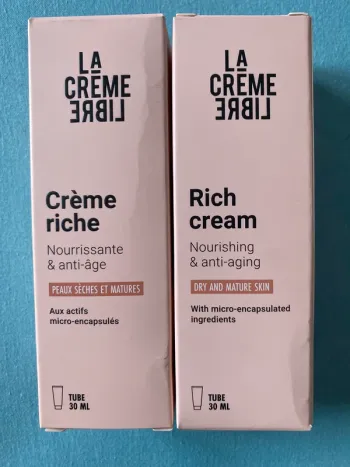 LA
CRÈME
LIBRE
Crème
riche
Nourrissante
& anti-âge
PEAUX SÈCHES ET MATURES
Aux actifs
micro-encapsulés
TUBE
30 ML
LA
CRÈME
LIBRE
Rich
cream
Nourishing
& anti-aging
DRY AND MATURE SKIN
With micro-encapsulated
ingredients
TUBE
30 ML